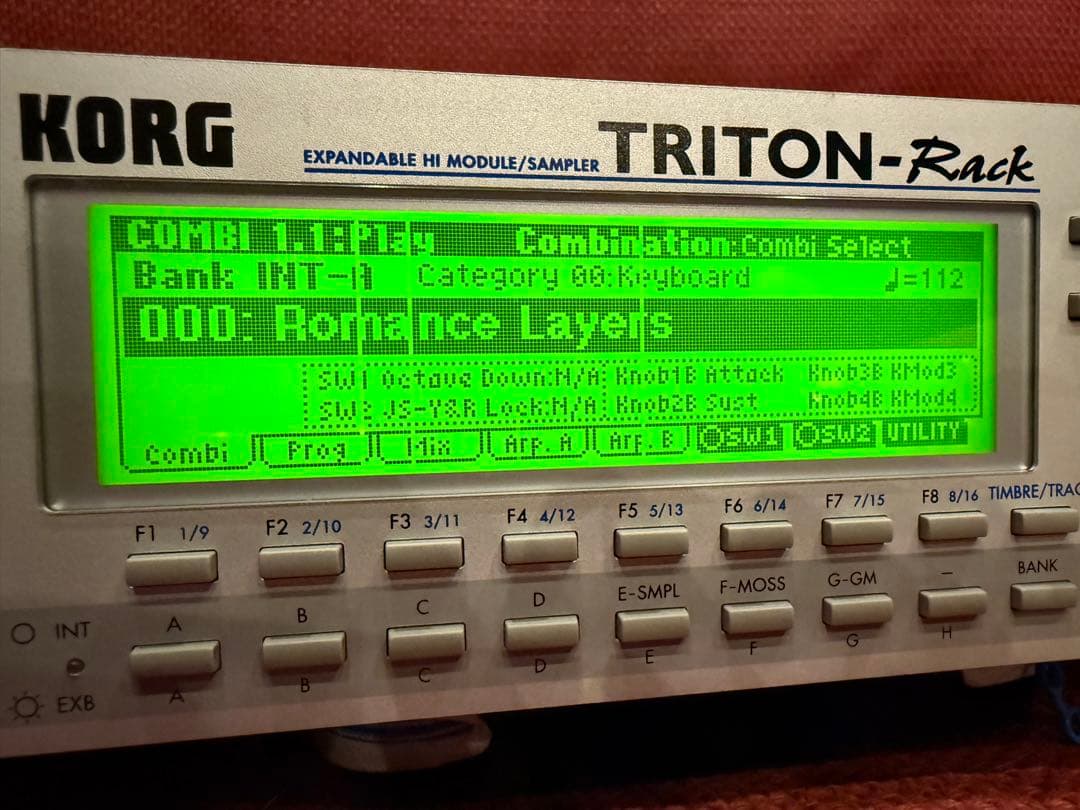 KORG
EXPANDABLE HI MODULE/SAMPLER TRITON-Rack
COMBI 1.1:Play Combination:Combi Select
Bank INT-A Category 00:Keyboard ♩=112
000: Romance Layers
SW1 Octave Down:N/A Knob1B Attack Knob3B KMod3
SW2 JS-Y&R Lock:N/A Knob2B Sust Knob4B KMod4
Combi Prog Mix Arp. A Arp. B SW1 SW2 UTILITY
F1 1/9 F2 2/10 F3 3/11 F4 4/12 F5 5/13 F6 6/14 F7 7/15 F8 8/16 TIMBRE/TRAC
A B C D E-SMPL F-MOSS G-GM — BANK
INT
A B C D E F G H
EXB